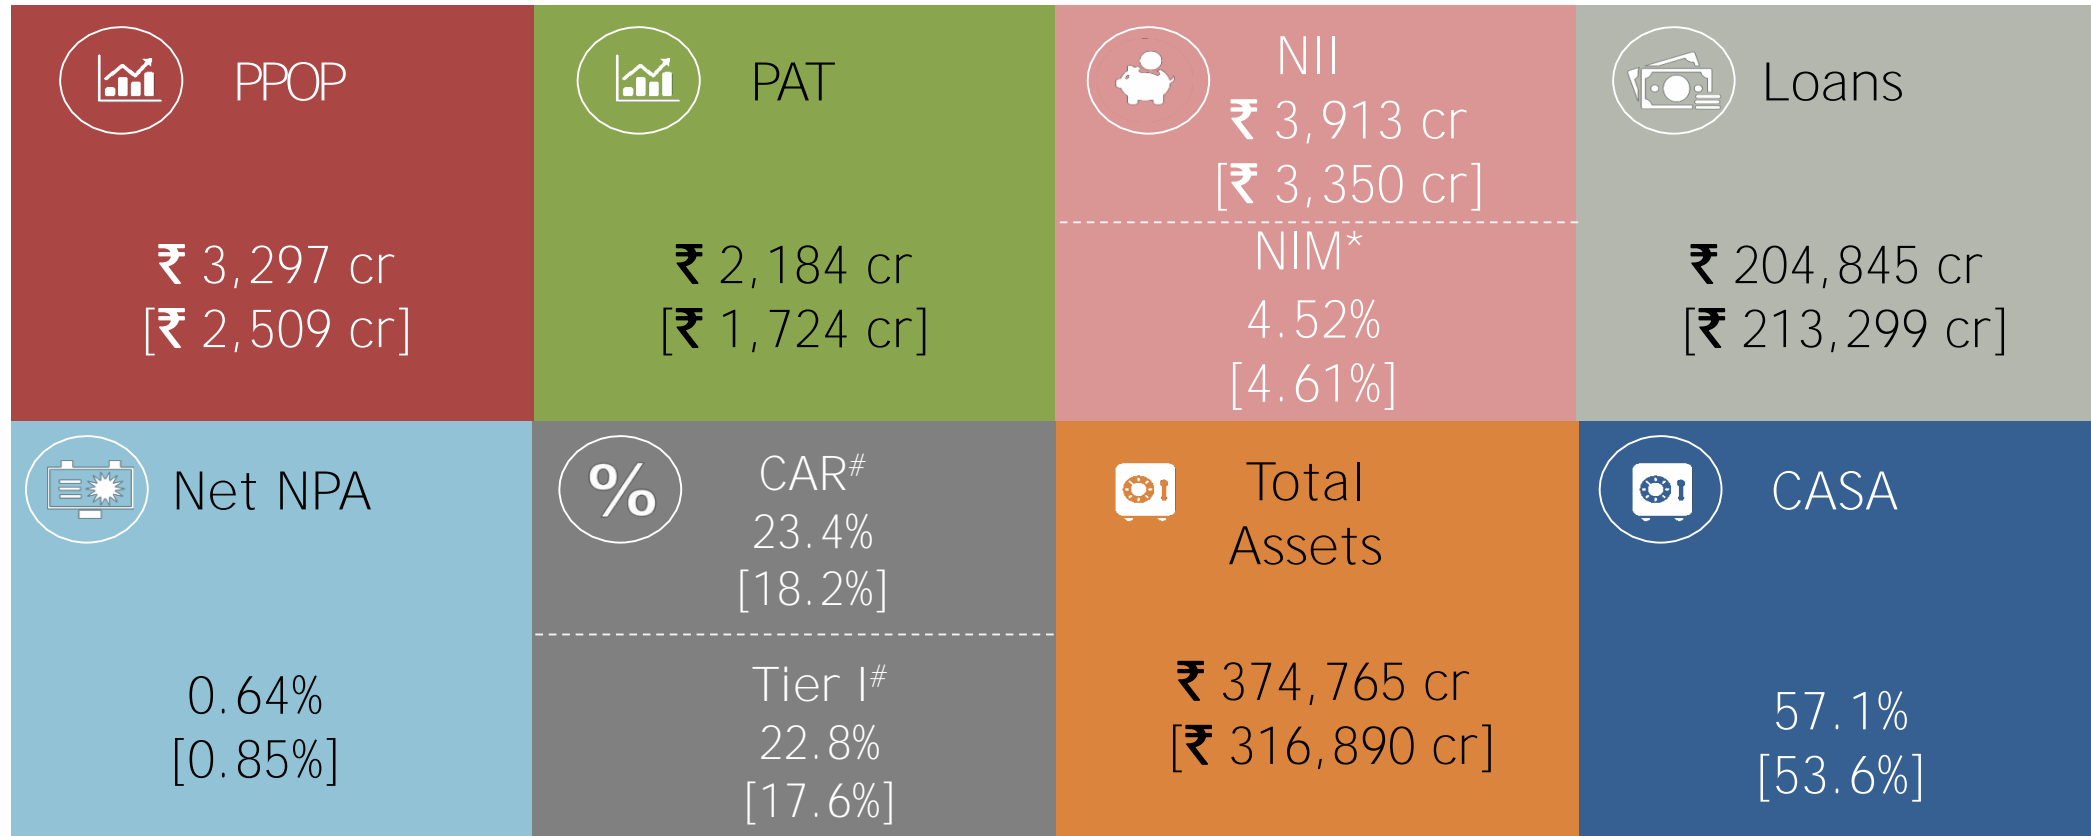 PPOP
₹ 3,297 cr
[₹ 2,509 cr]
PAT
₹ 2,184 cr
[₹ 1,724 cr]
NII
₹ 3,913 cr
[₹ 3,350 cr]
NIM*
4.52%
[4.61%]
Loans
₹ 204,845 cr
[₹ 213,299 cr]
Net NPA
0.64%
[0.85%]
%
CAR#
23.4%
[18.2%]
Tier I#
22.8%
[17.6%]
Total
Assets
₹ 374,765 cr
[₹ 316,890 cr]
CASA
57.1%
[53.6%]